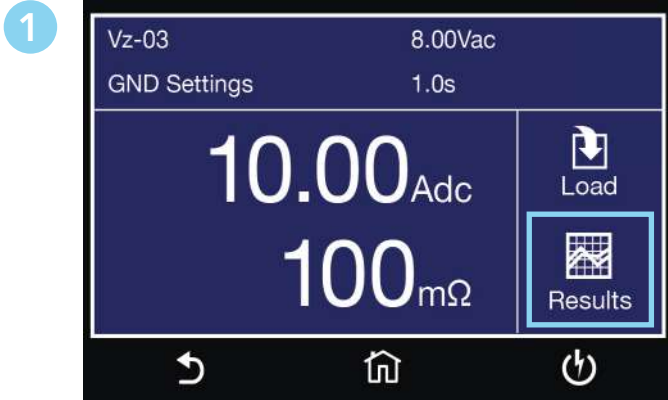 1
Vz-03 8.00Vac
GND Settings 1.0s
10.00Adc
Load
100mΩ
Results